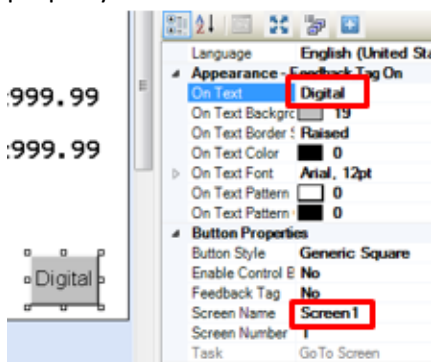 Language English (United Sta
Appearance - Feedback Tag On
:999.99
On Text Digital
On Text Backgrc 19
On Text Border S Raised
:999.99
On Text Color 0
On Text Font Arial, 12pt
On Text Pattern 0
On Text Pattern 0
Button Properties
Button Style Generic Square
Digital
Enable Control B No
Feedback Tag No
Screen Name Screen1
Screen Number 1
Task GoTo Screen